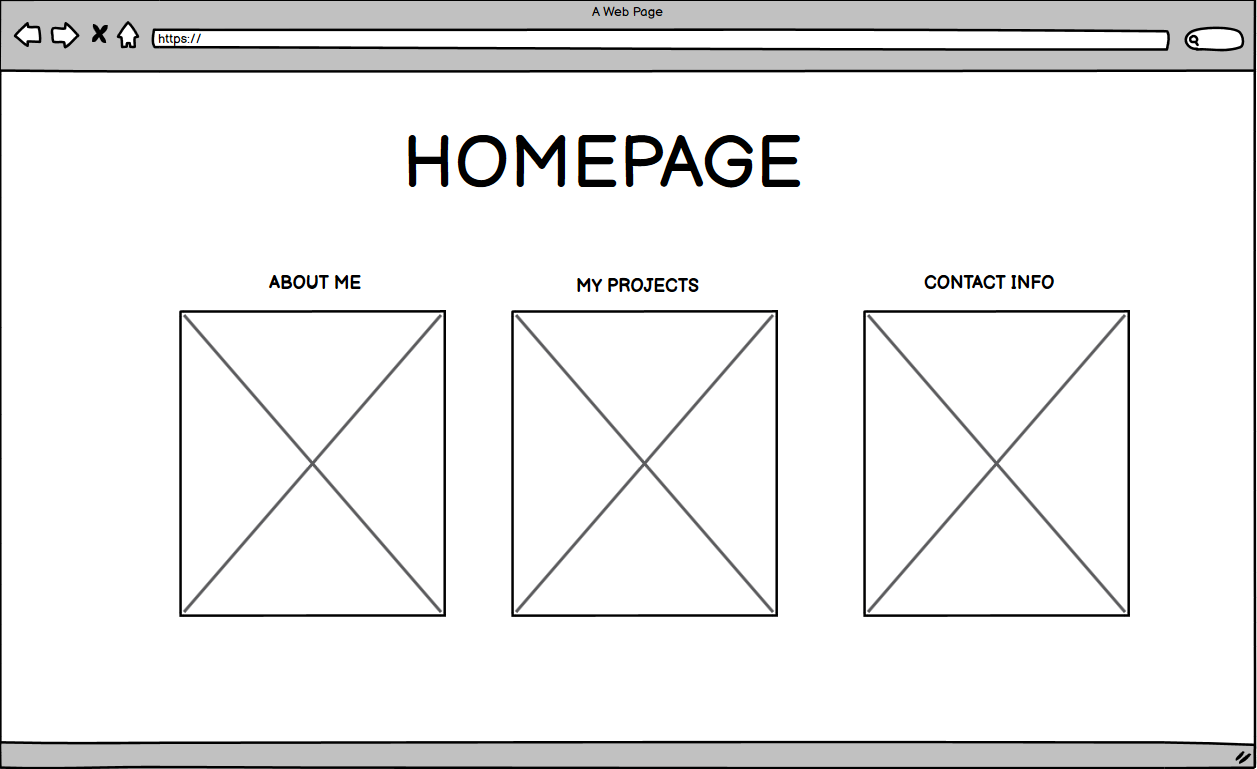 A Web Page
https://
HOMEPAGE
ABOUT ME
MY PROJECTS
CONTACT INFO